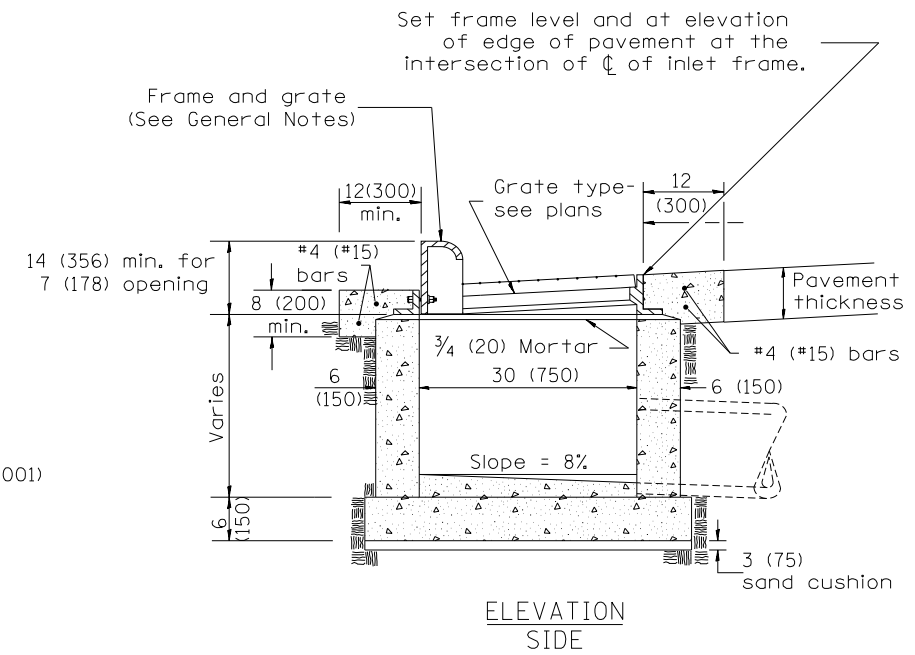 Set frame level and at elevation
of edge of pavement at the
intersection of ℄ of inlet frame.
Frame and grate
(See General Notes)
12(300)
min.
Grate type-
see plans
12
(300)
14 (356) min. for
7 (178) opening
#4 (#15)
bars
8 (200)
min.
Pavement
thickness
¾ (20) Mortar
#4 (#15) bars
6
(150)
30 (750)
6 (150)
Varies
Slope = 8%
001)
6
(150)
3 (75)
sand cushion
ELEVATION
SIDE